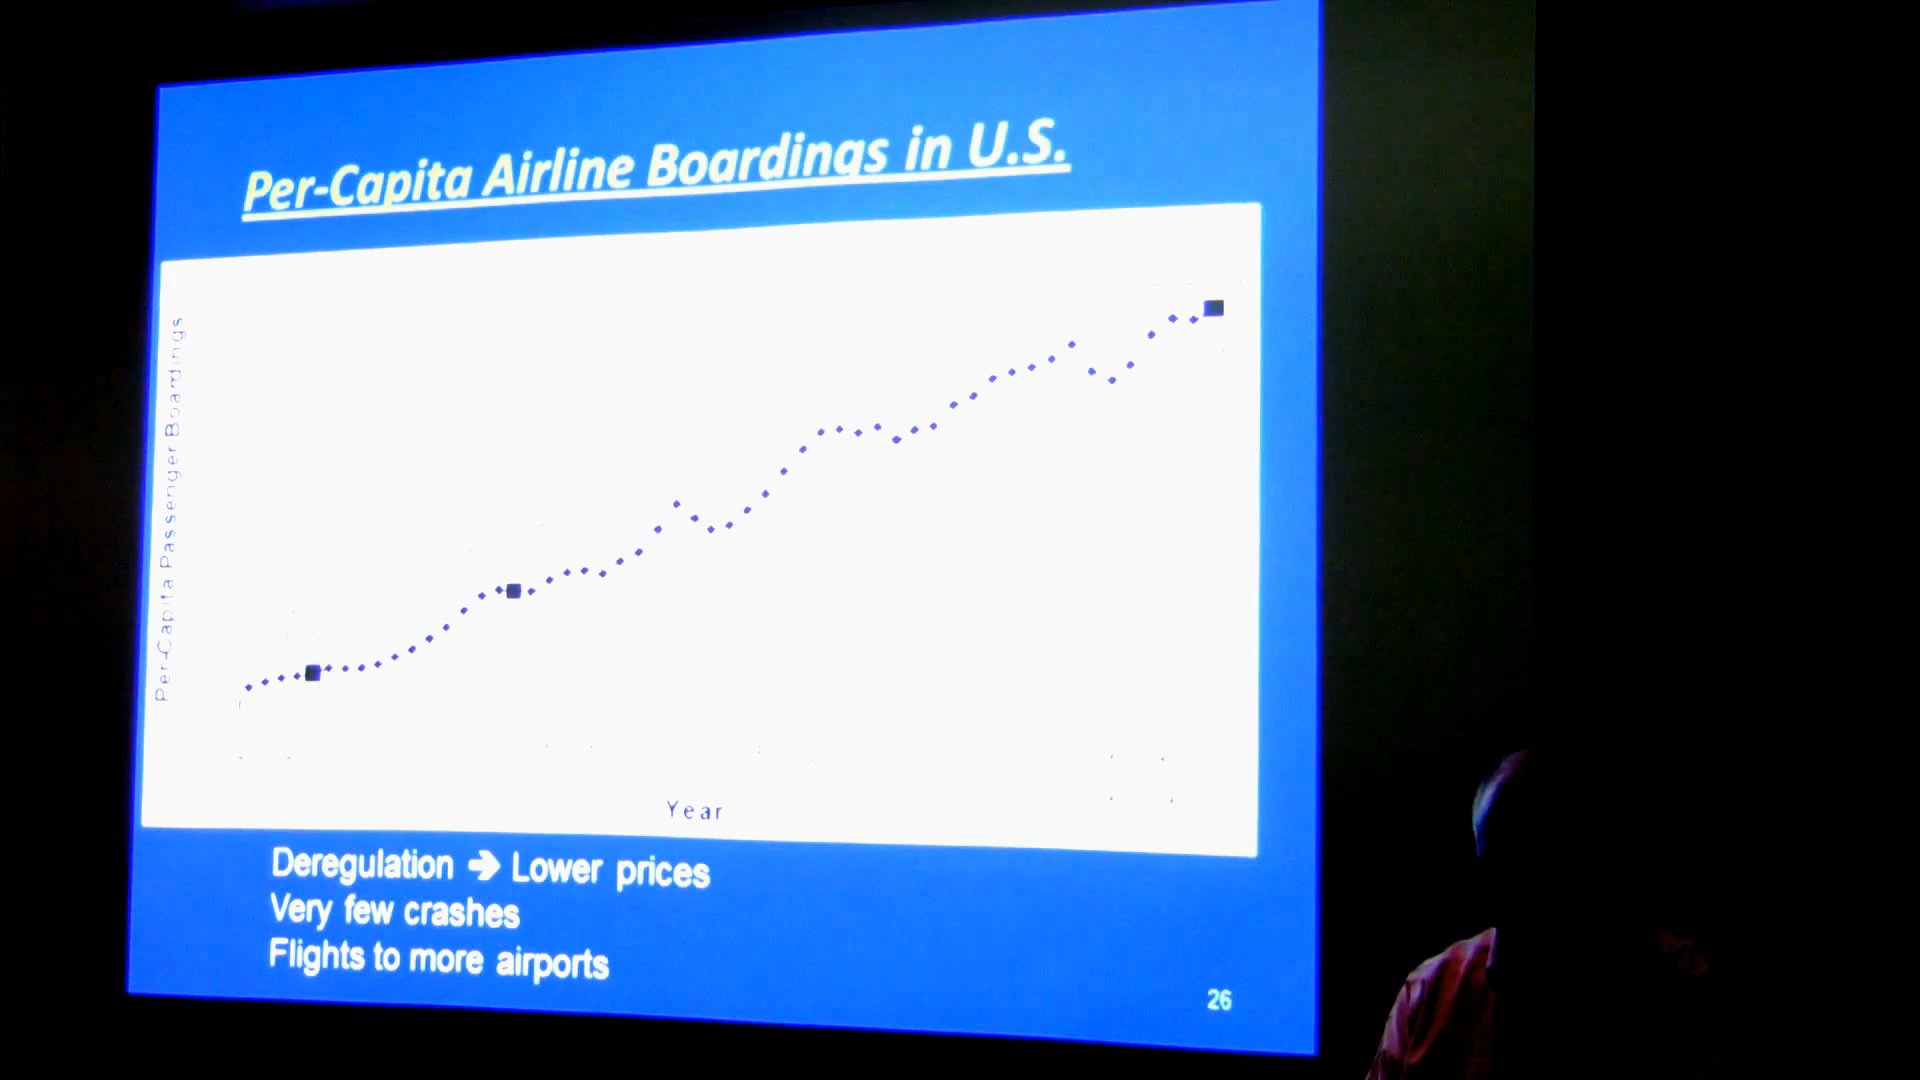 Per-Capita Airline Boardings in U.S.
Per-Capita Passenger Boardings
Year
Deregulation ➔ Lower prices
Very few crashes
Flights to more airports
26